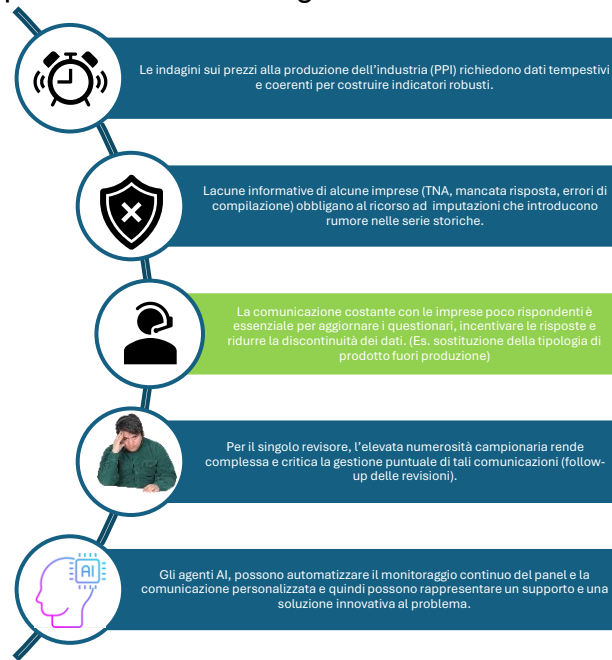 Le indagini sui prezzi alla produzione dell’industria (PPI) richiedono dati tempestivi
e coerenti per costruire indicatori robusti.
Lacune informative di alcune imprese (TNA, mancata risposta, errori di
compilazione) obbligano al ricorso ad imputazioni che introducono
rumore nelle serie storiche.
La comunicazione costante con le imprese poco rispondenti è
essenziale per aggiornare i questionari, incentivare le risposte e
ridurre la discontinuità dei dati. (Es. sostituzione della tipologia di
prodotto fuori produzione)
Per il singolo revisore, l’elevata numerosità campionaria rende
complessa e critica la gestione puntuale di tali comunicazioni (follow-
up delle revisioni).
AI
Gli agenti AI, possono automatizzare il monitoraggio continuo del panel e la
comunicazione personalizzata e quindi possono rappresentare un supporto e una
soluzione innovativa al problema.